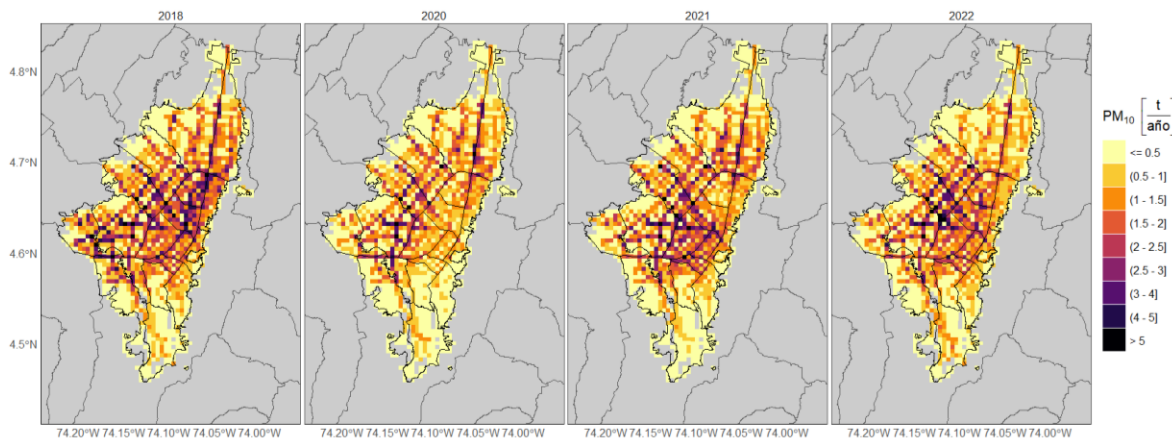 2018 2020 2021 2022
4.8°N
4.7°N
4.6°N
4.5°N
74.20°W 74.15°W 74.10°W 74.05°W 74.00°W 74.20°W 74.15°W 74.10°W 74.05°W 74.00°W 74.20°W 74.15°W 74.10°W 74.05°W 74.00°W 74.20°W 74.15°W 74.10°W 74.05°W 74.00°W
PM₁₀ [t/año]
<= 0.5
(0.5 - 1]
(1 - 1.5]
(1.5 - 2]
(2 - 2.5]
(2.5 - 3]
(3 - 4]
(4 - 5]
> 5